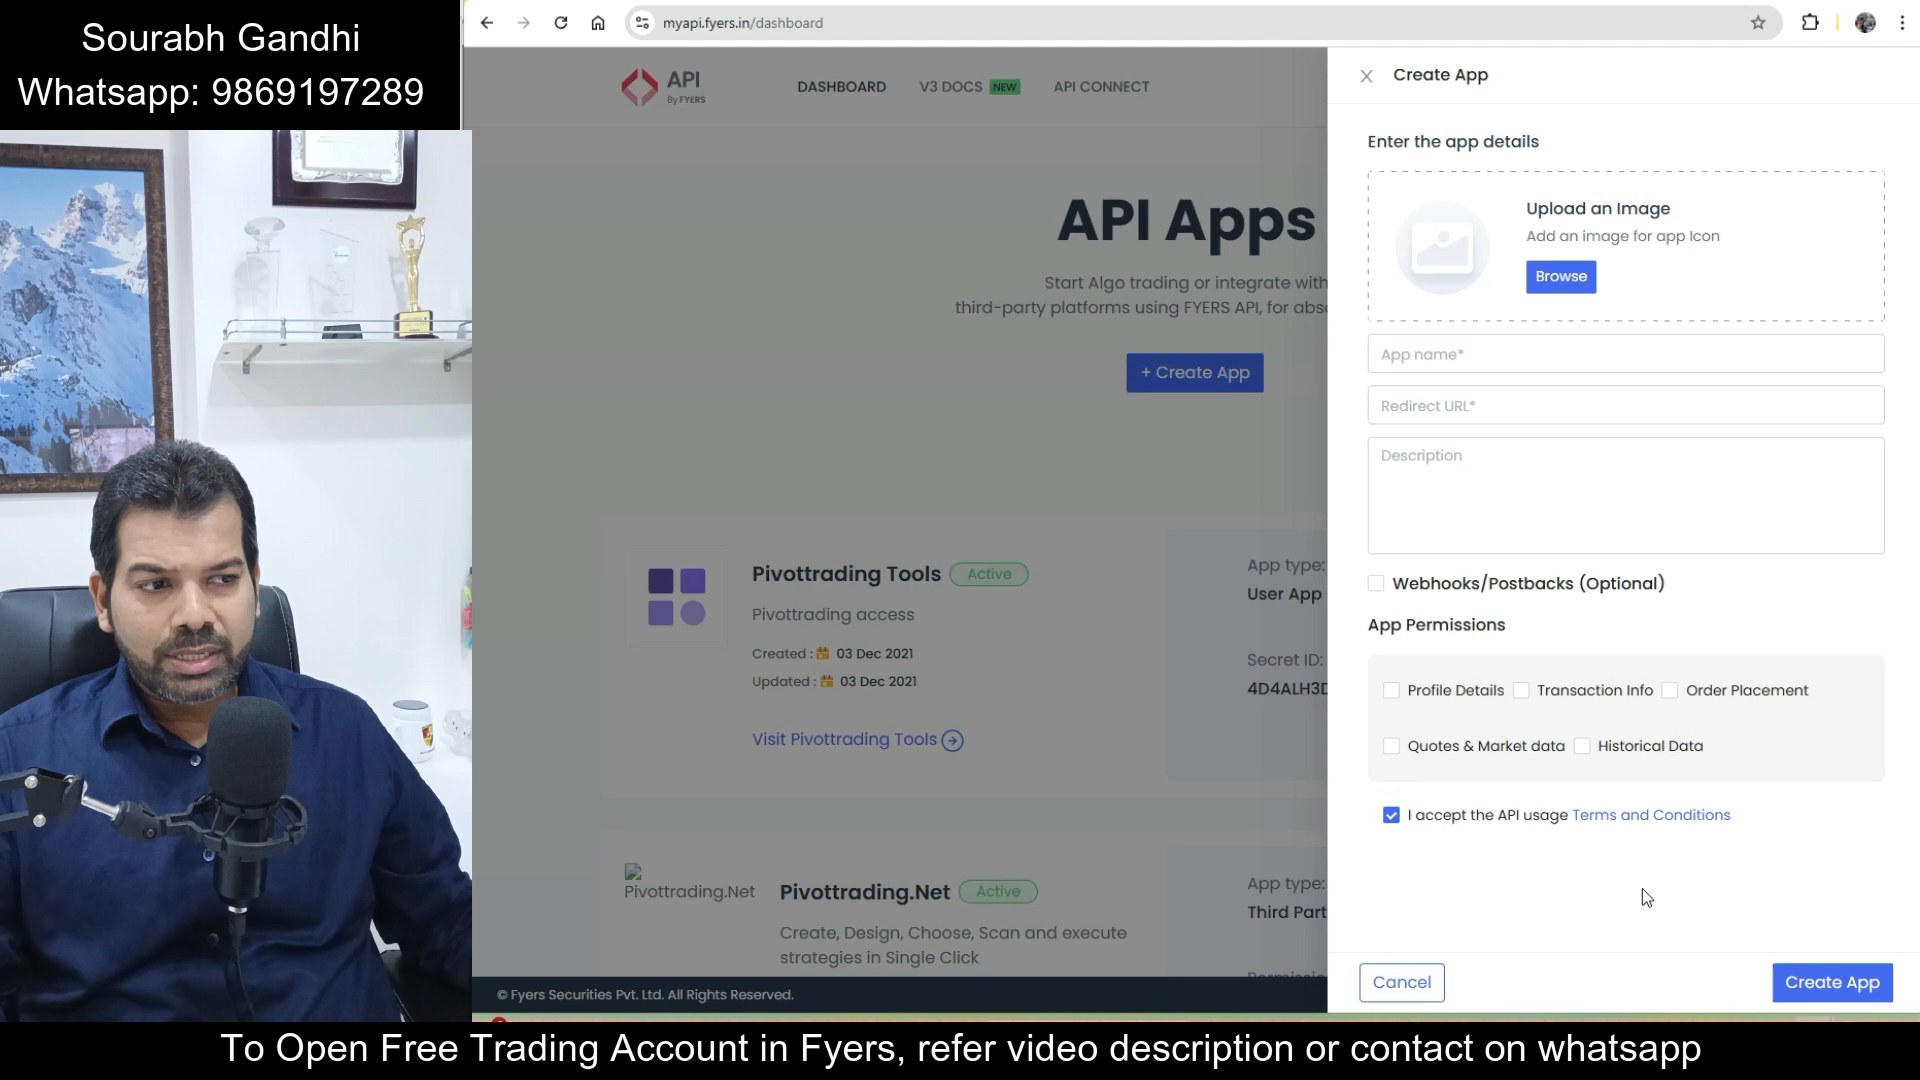 Sourabh Gandhi
Whatsapp: 9869197289
myapi.fyers.in/dashboard
API
By FYERS
DASHBOARD
V3 DOCS NEW
API CONNECT
API Apps
Start Algo trading or integrate with
third-party platforms using FYERS API, for abso
+ Create App
Pivottrading Tools
Active
Pivottrading access
Created : 03 Dec 2021
Updated : 03 Dec 2021
Visit Pivottrading Tools
App type:
User App
Secret ID:
4D4ALH3D
Pivottrading.Net
Pivottrading.Net
Active
Create, Design, Choose, Scan and execute
strategies in Single Click
App type:
Third Part
© Fyers Securities Pvt. Ltd. All Rights Reserved.
Create App
Enter the app details
Upload an Image
Add an image for app Icon
Browse
App name*
Redirect URL*
Description
Webhooks/Postbacks (Optional)
App Permissions
Profile Details
Transaction Info
Order Placement
Quotes & Market data
Historical Data
I accept the API usage Terms and Conditions
Cancel
Create App
To Open Free Trading Account in Fyers, refer video description or contact on whatsapp